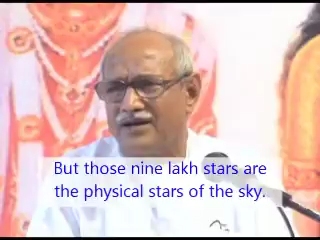 But those nine lakh stars are
the physical stars of the sky.